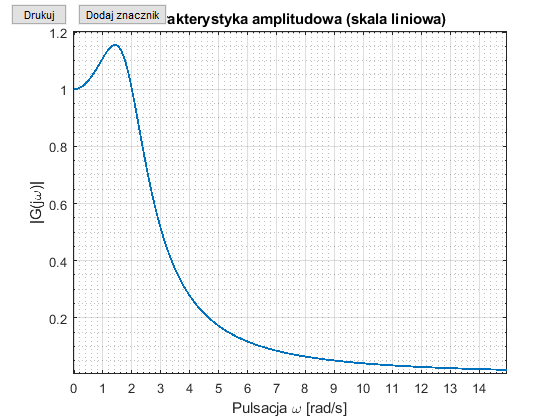 Drukuj
Dodaj znacznik
akterystyka amplitudowa (skala liniowa)
1.2
1
0.8
0.6
0.4
0.2
|G(jω)|
0 1 2 3 4 5 6 7 8 9 10 11 12 13 14
Pulsacja ω [rad/s]